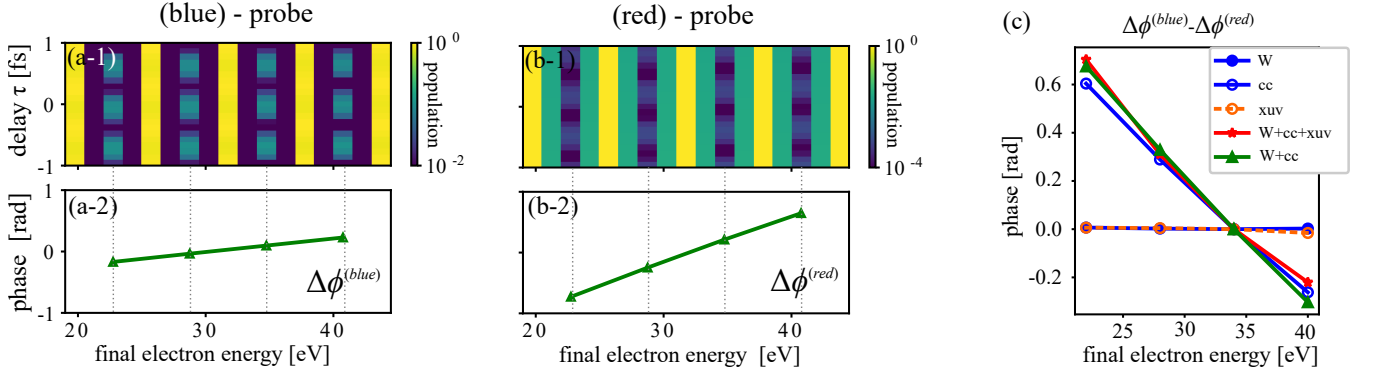 (blue) - probe
(a-1)
delay τ [fs]
1
0
-1
10 0
population
10 -2
(a-2)
phase [rad]
1
0
-1
Δϕ(blue)
20
30
40
final electron energy [eV]
(red) - probe
(b-1)
10 0
population
10 -4
(b-2)
Δϕ(red)
20
30
40
final electron energy [eV]
(c)
Δϕ(blue)-Δϕ(red)
W
cc
xuv
W+cc+xuv
W+cc
phase [rad]
0.6
0.4
0.2
0.0
-0.2
25
30
35
40
final electron energy [eV]